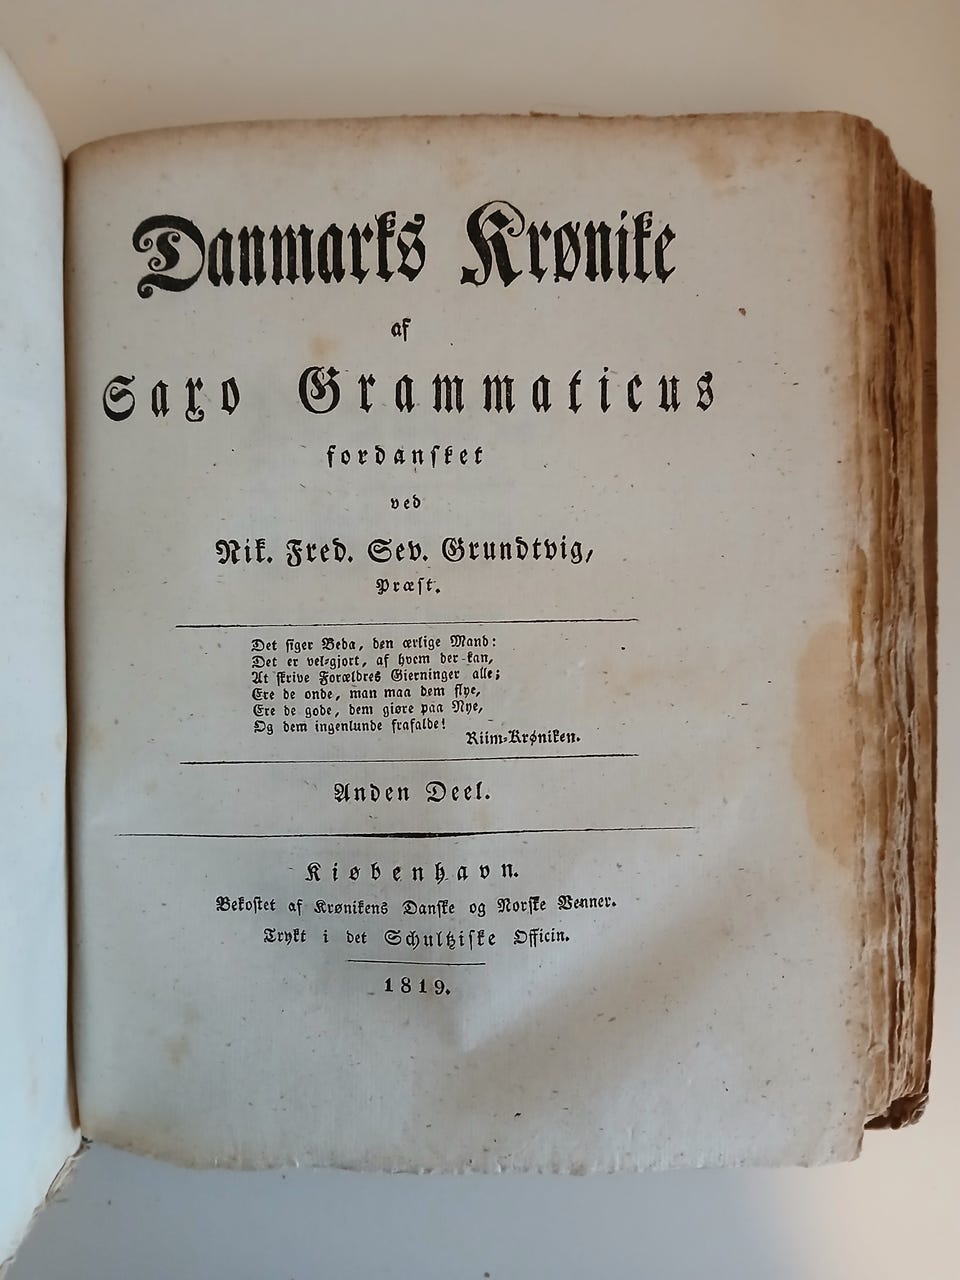 Danmarks Krønike
af
Saxo Grammaticus
fordansket
ved
Nik. Fred. Sev. Grundtvig,
Præst.
Det siger Beda, den ærlige Mand:
Det er vel-gjort, af hvem der kan,
At skrive Forældres Gierninger alle;
Ere de onde, man maa dem flye,
Ere de gode, dem giøre paa Nye,
Og dem ingenlunde frafalde!
Riim-Krøniken.
Anden Deel.
Kiøbenhavn.
Bekostet af Krønikens Danske og Norske Venner.
Trykt i det Schultziske Officin.
1819.